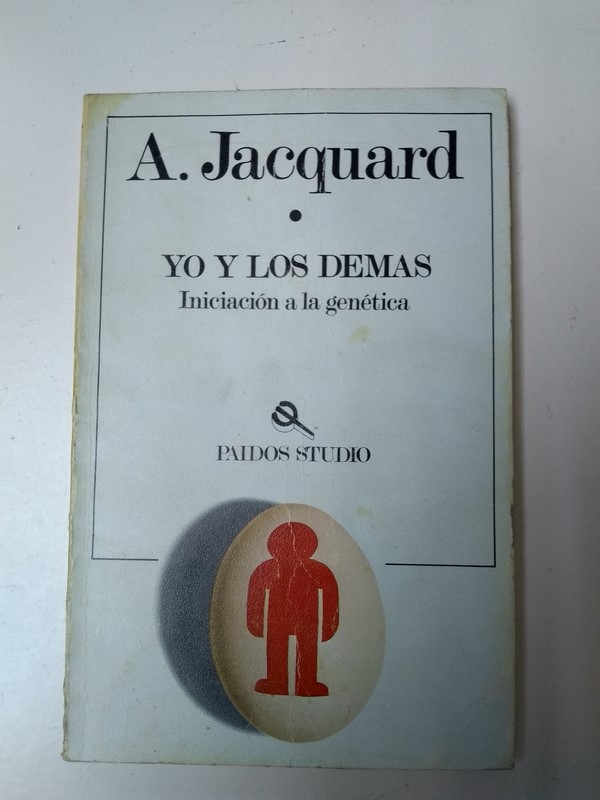 A. Jacquard
•
YO Y LOS DEMAS
Iniciación a la genética
PAIDOS STUDIO